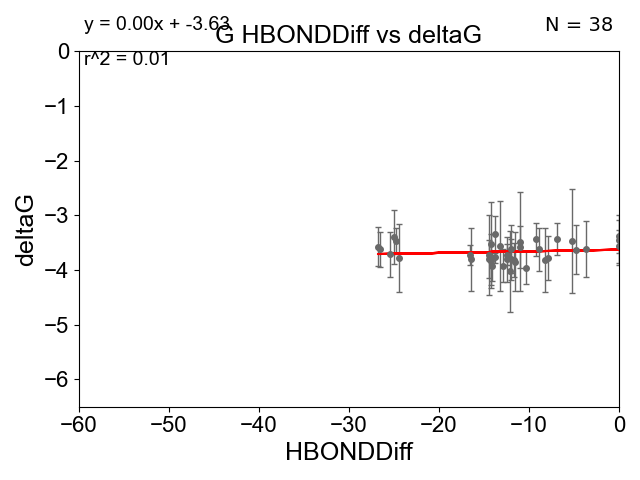 y = 0.00x + -3.63
N = 38
G HBONDDiff vs deltaG
r^2 = 0.01
deltaG
0
−1
−2
−3
−4
−5
−6
−60
−50
−40
−30
−20
−10
0
HBONDDiff